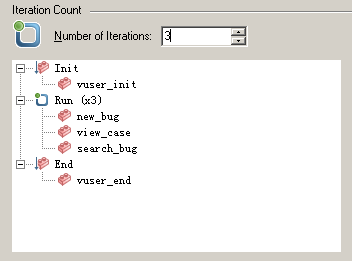 Iteration Count
Number of Iterations: 3
Init
vuser_init
Run (x3)
new_bug
view_case
search_bug
End
vuser_end